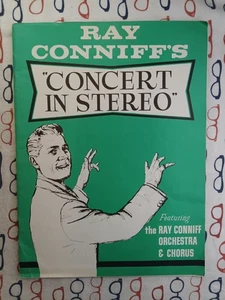 RAY
CONNIFF'S
"CONCERT
IN STEREO"
Featuring
the RAY CONNIFF
ORCHESTRA
& CHORUS